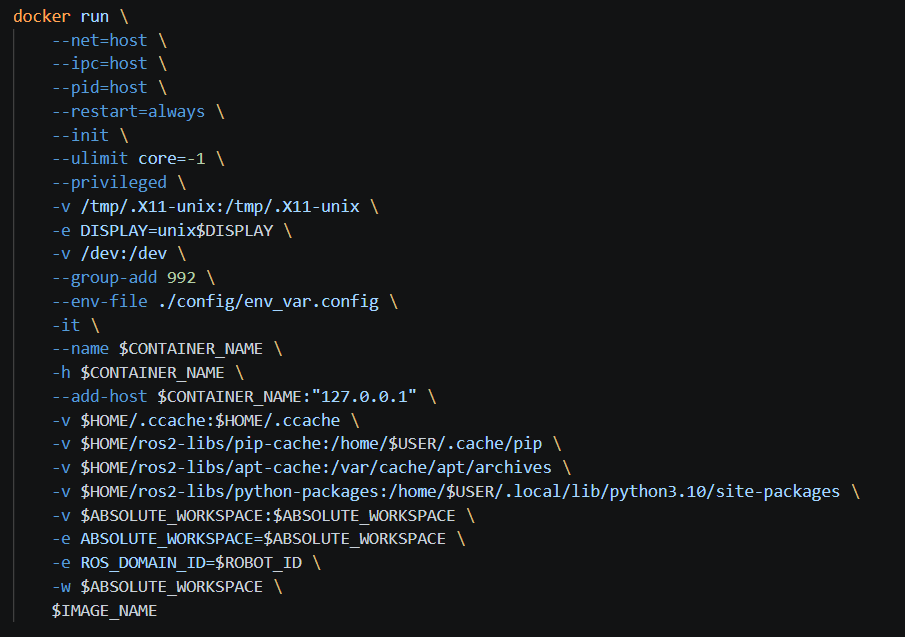 docker run \
--net=host \
--ipc=host \
--pid=host \
--restart=always \
--init \
--ulimit core=-1 \
--privileged \
-v /tmp/.X11-unix:/tmp/.X11-unix \
-e DISPLAY=unix$DISPLAY \
-v /dev:/dev \
--group-add 992 \
--env-file ./config/env_var.config \
-it \
--name $CONTAINER_NAME \
-h $CONTAINER_NAME \
--add-host $CONTAINER_NAME:"127.0.0.1" \
-v $HOME/.ccache:$HOME/.ccache \
-v $HOME/ros2-libs/pip-cache:/home/$USER/.cache/pip \
-v $HOME/ros2-libs/apt-cache:/var/cache/apt/archives \
-v $HOME/ros2-libs/python-packages:/home/$USER/.local/lib/python3.10/site-packages \
-v $ABSOLUTE_WORKSPACE:$ABSOLUTE_WORKSPACE \
-e ABSOLUTE_WORKSPACE=$ABSOLUTE_WORKSPACE \
-e ROS_DOMAIN_ID=$ROBOT_ID \
-w $ABSOLUTE_WORKSPACE \
$IMAGE_NAME